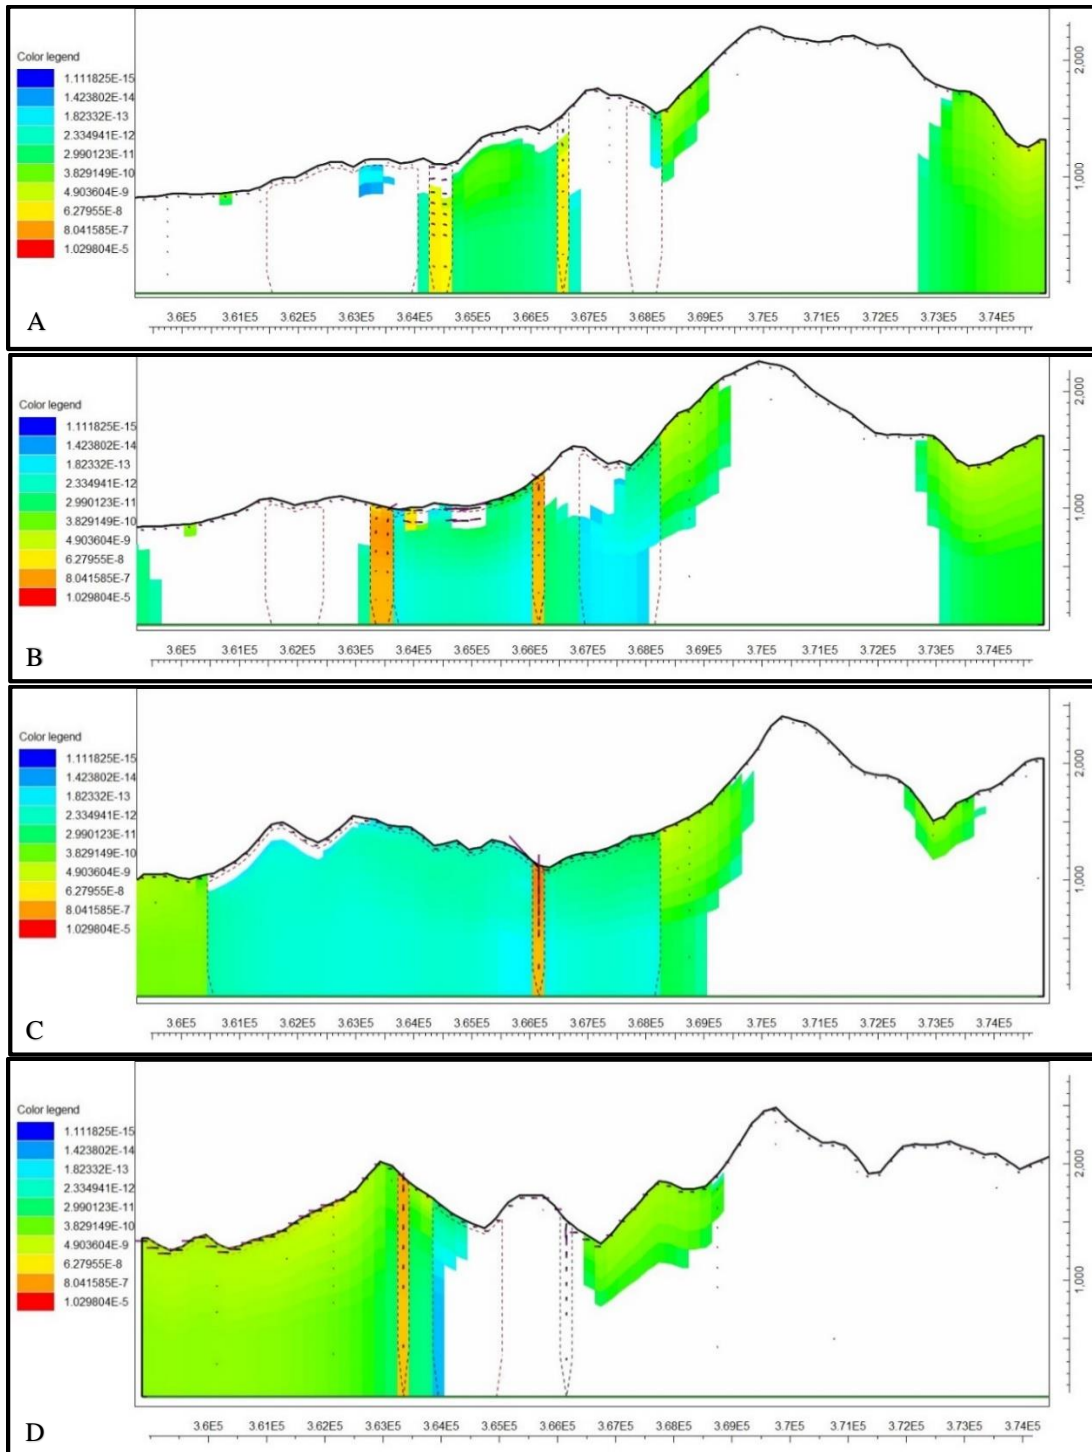 Color legend
1.111825E-15
1.423802E-14
1.82332E-13
2.334941E-12
2.990123E-11
3.829149E-10
4.903604E-9
6.27955E-8
8.041585E-7
1.029804E-5
2,000
1,000
A
3.6E5 3.61E5 3.62E5 3.63E5 3.64E5 3.65E5 3.66E5 3.67E5 3.68E5 3.69E5 3.7E5 3.71E5 3.72E5 3.73E5 3.74E5
Color legend
1.111825E-15
1.423802E-14
1.82332E-13
2.334941E-12
2.990123E-11
3.829149E-10
4.903604E-9
6.27955E-8
8.041585E-7
1.029804E-5
2,000
1,000
B
3.6E5 3.61E5 3.62E5 3.63E5 3.64E5 3.65E5 3.66E5 3.67E5 3.68E5 3.69E5 3.7E5 3.71E5 3.72E5 3.73E5 3.74E5
Color legend
1.111825E-15
1.423802E-14
1.82332E-13
2.334941E-12
2.990123E-11
3.829149E-10
4.903604E-9
6.27955E-8
8.041585E-7
1.029804E-5
2,000
1,000
C
3.6E5 3.61E5 3.62E5 3.63E5 3.64E5 3.65E5 3.66E5 3.67E5 3.68E5 3.69E5 3.7E5 3.71E5 3.72E5 3.73E5 3.74E5
Color legend
1.111825E-15
1.423802E-14
1.82332E-13
2.334941E-12
2.990123E-11
3.829149E-10
4.903604E-9
6.27955E-8
8.041585E-7
1.029804E-5
2,000
1,000
D
3.6E5 3.61E5 3.62E5 3.63E5 3.64E5 3.65E5 3.66E5 3.67E5 3.68E5 3.69E5 3.7E5 3.71E5 3.72E5 3.73E5 3.74E5